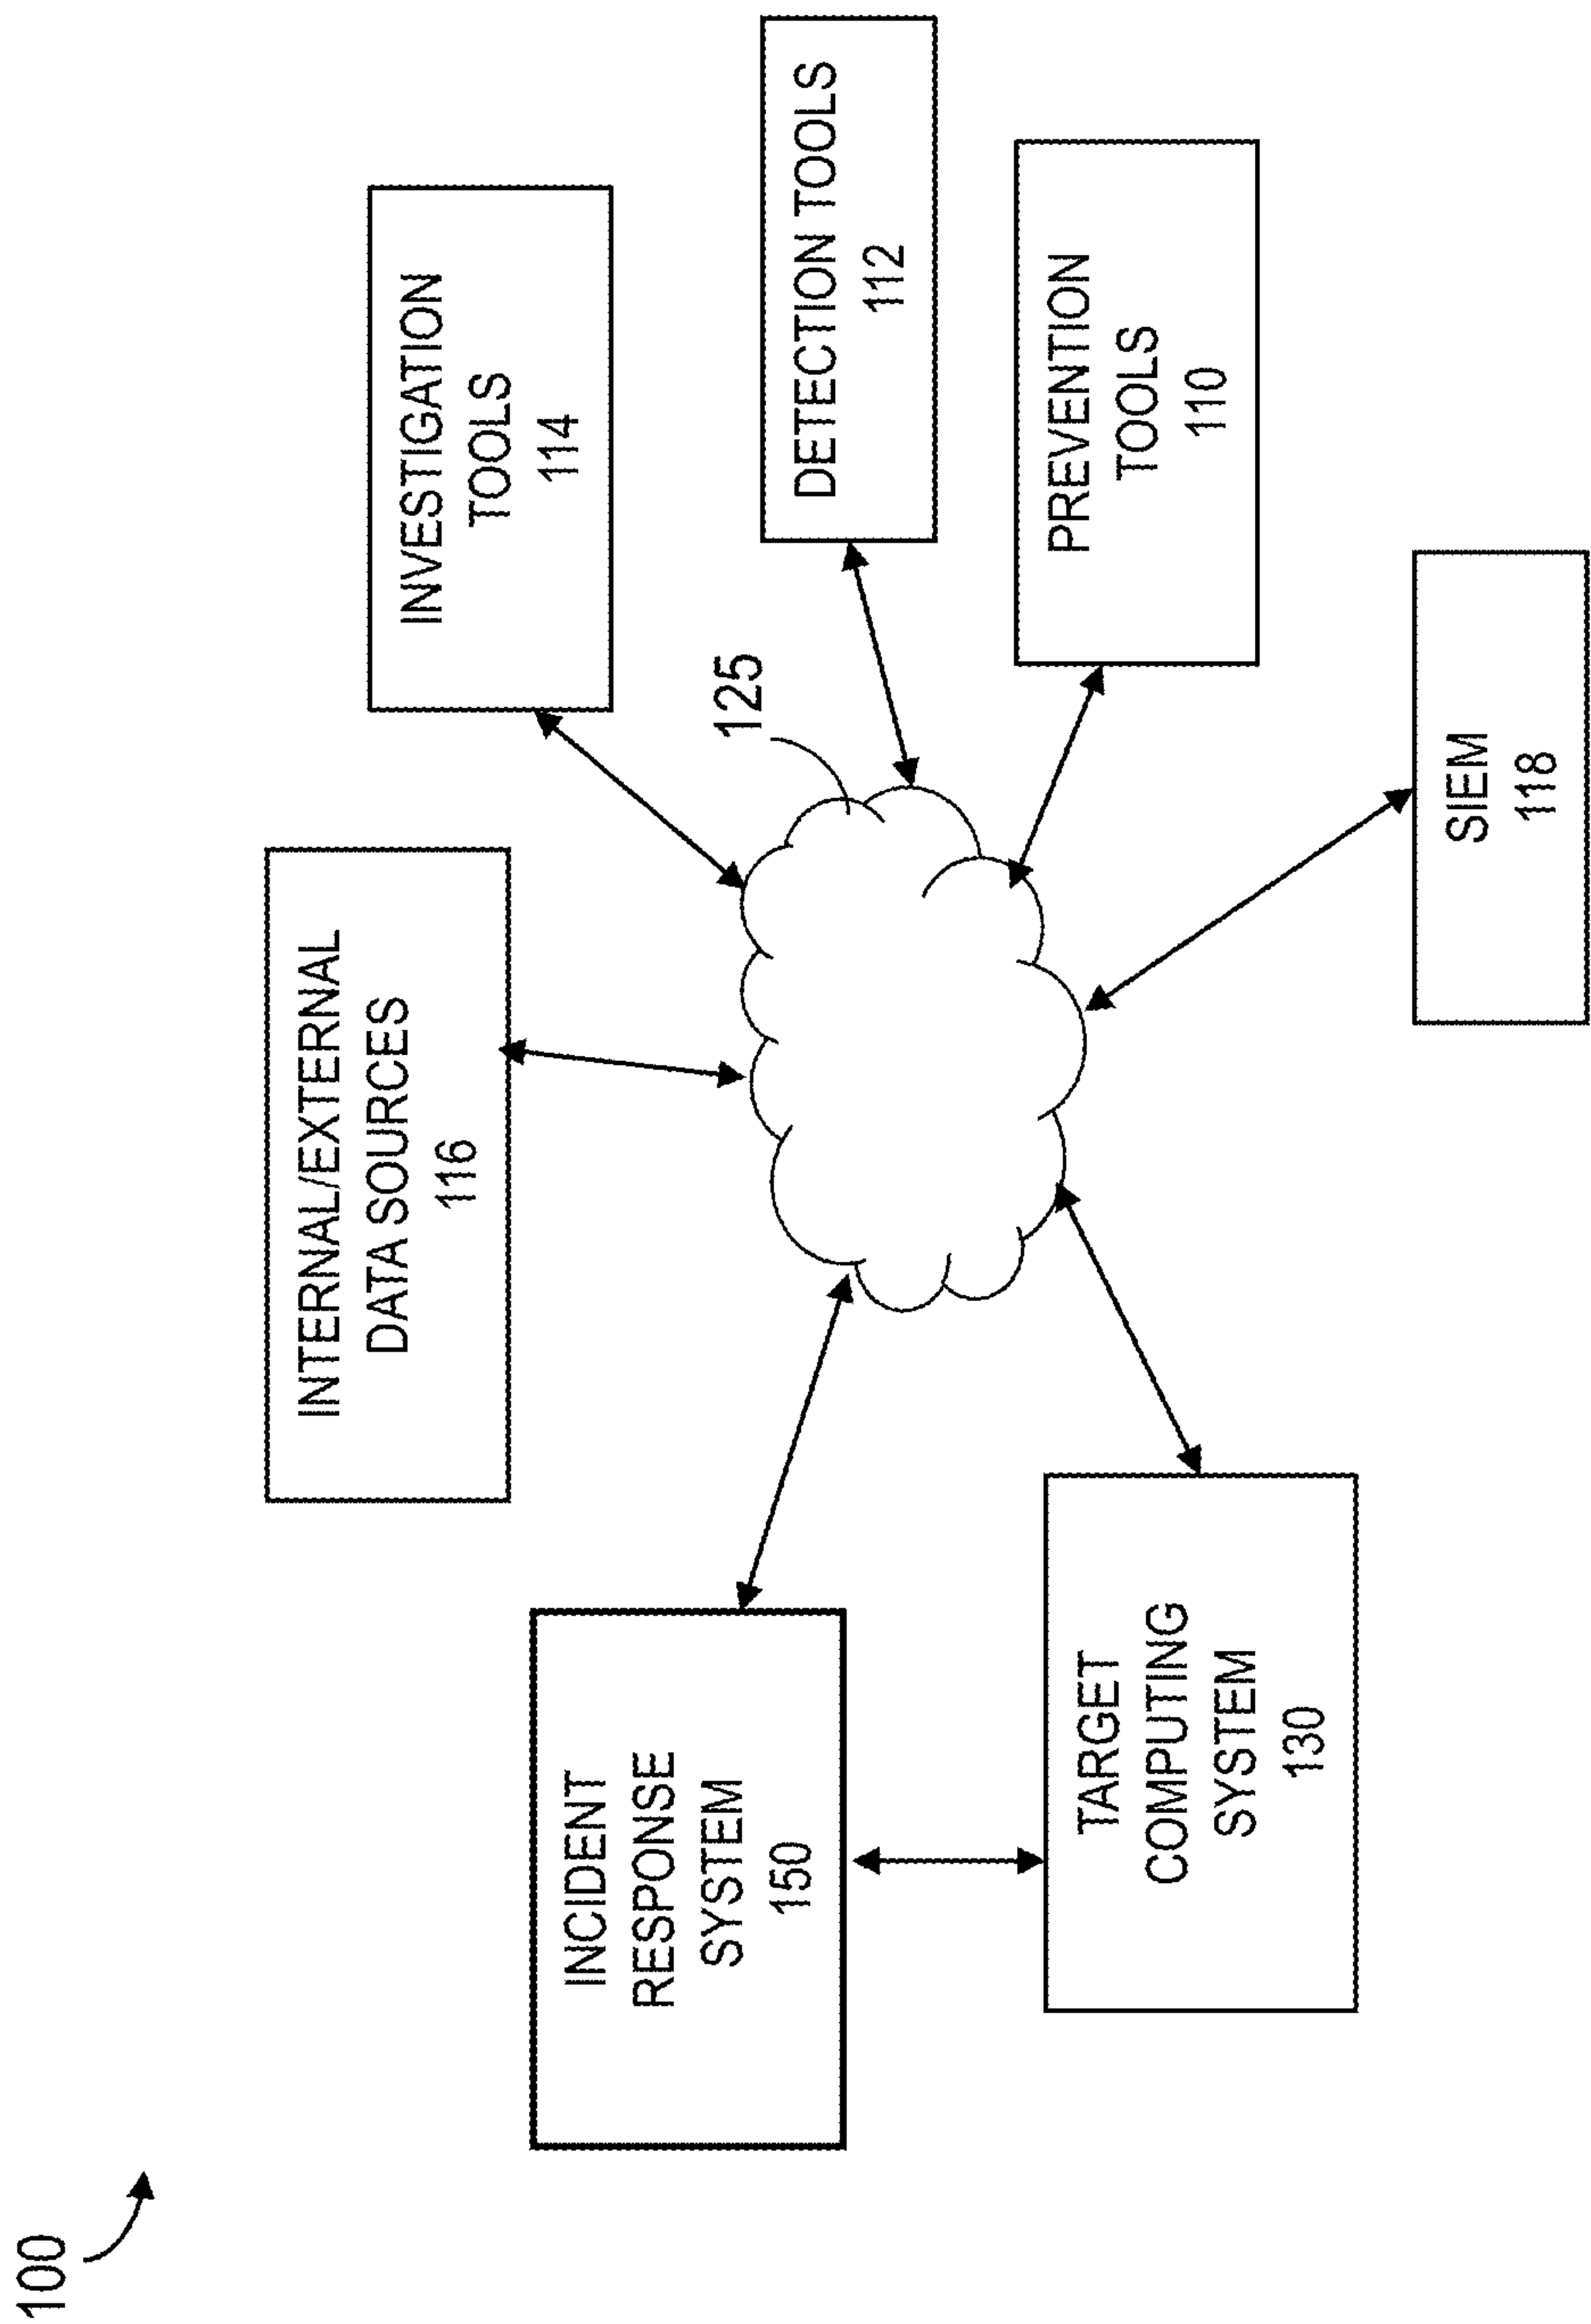 100
INTERNAL/EXTERNAL
DATA SOURCES
116
INVESTIGATION
TOOLS
114
INCIDENT
RESPONSE
SYSTEM
150
125
DETECTION TOOLS
112
TARGET
COMPUTING
SYSTEM
130
PREVENTION
TOOLS
110
SIEM
118